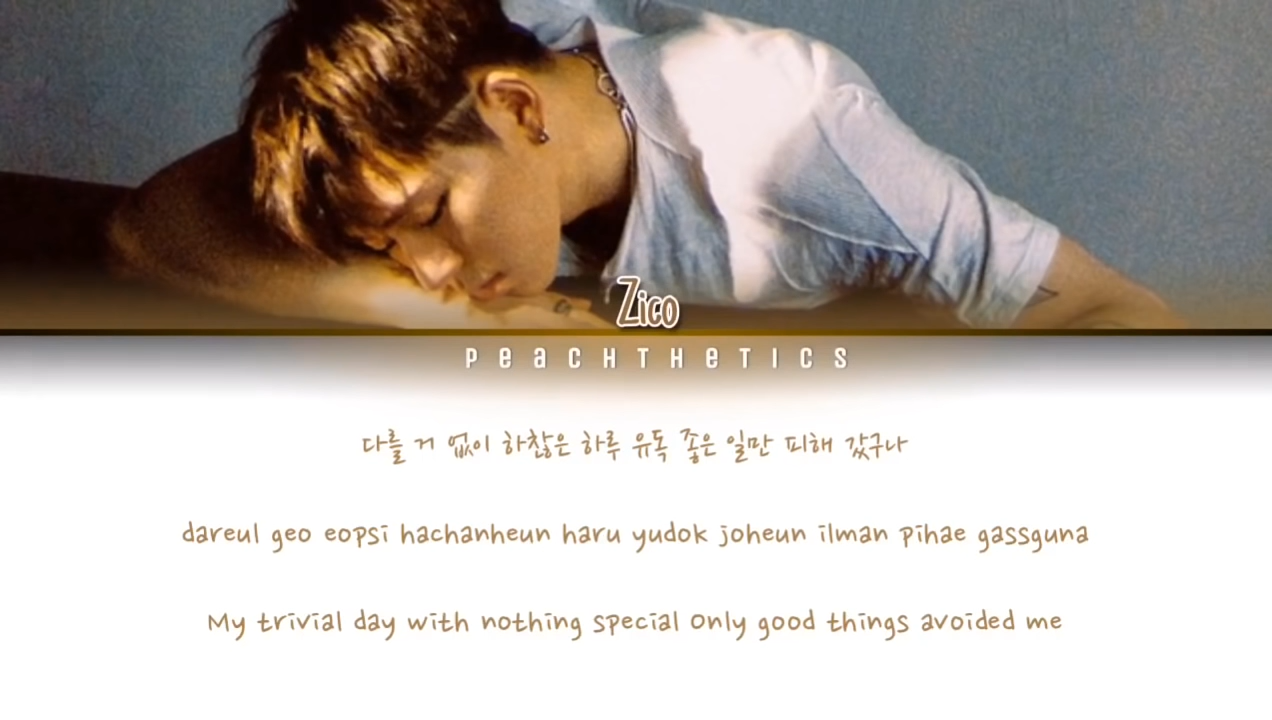 Zico
PeacHTHeTICS
다를 거 없이 하찮은 하루 유독 좋은 일만 피해 갔구나
dareul geo eopsi hachanheun haru yudok joheun ilman pihae gassguna
My trivial day with nothing special Only good things avoided me